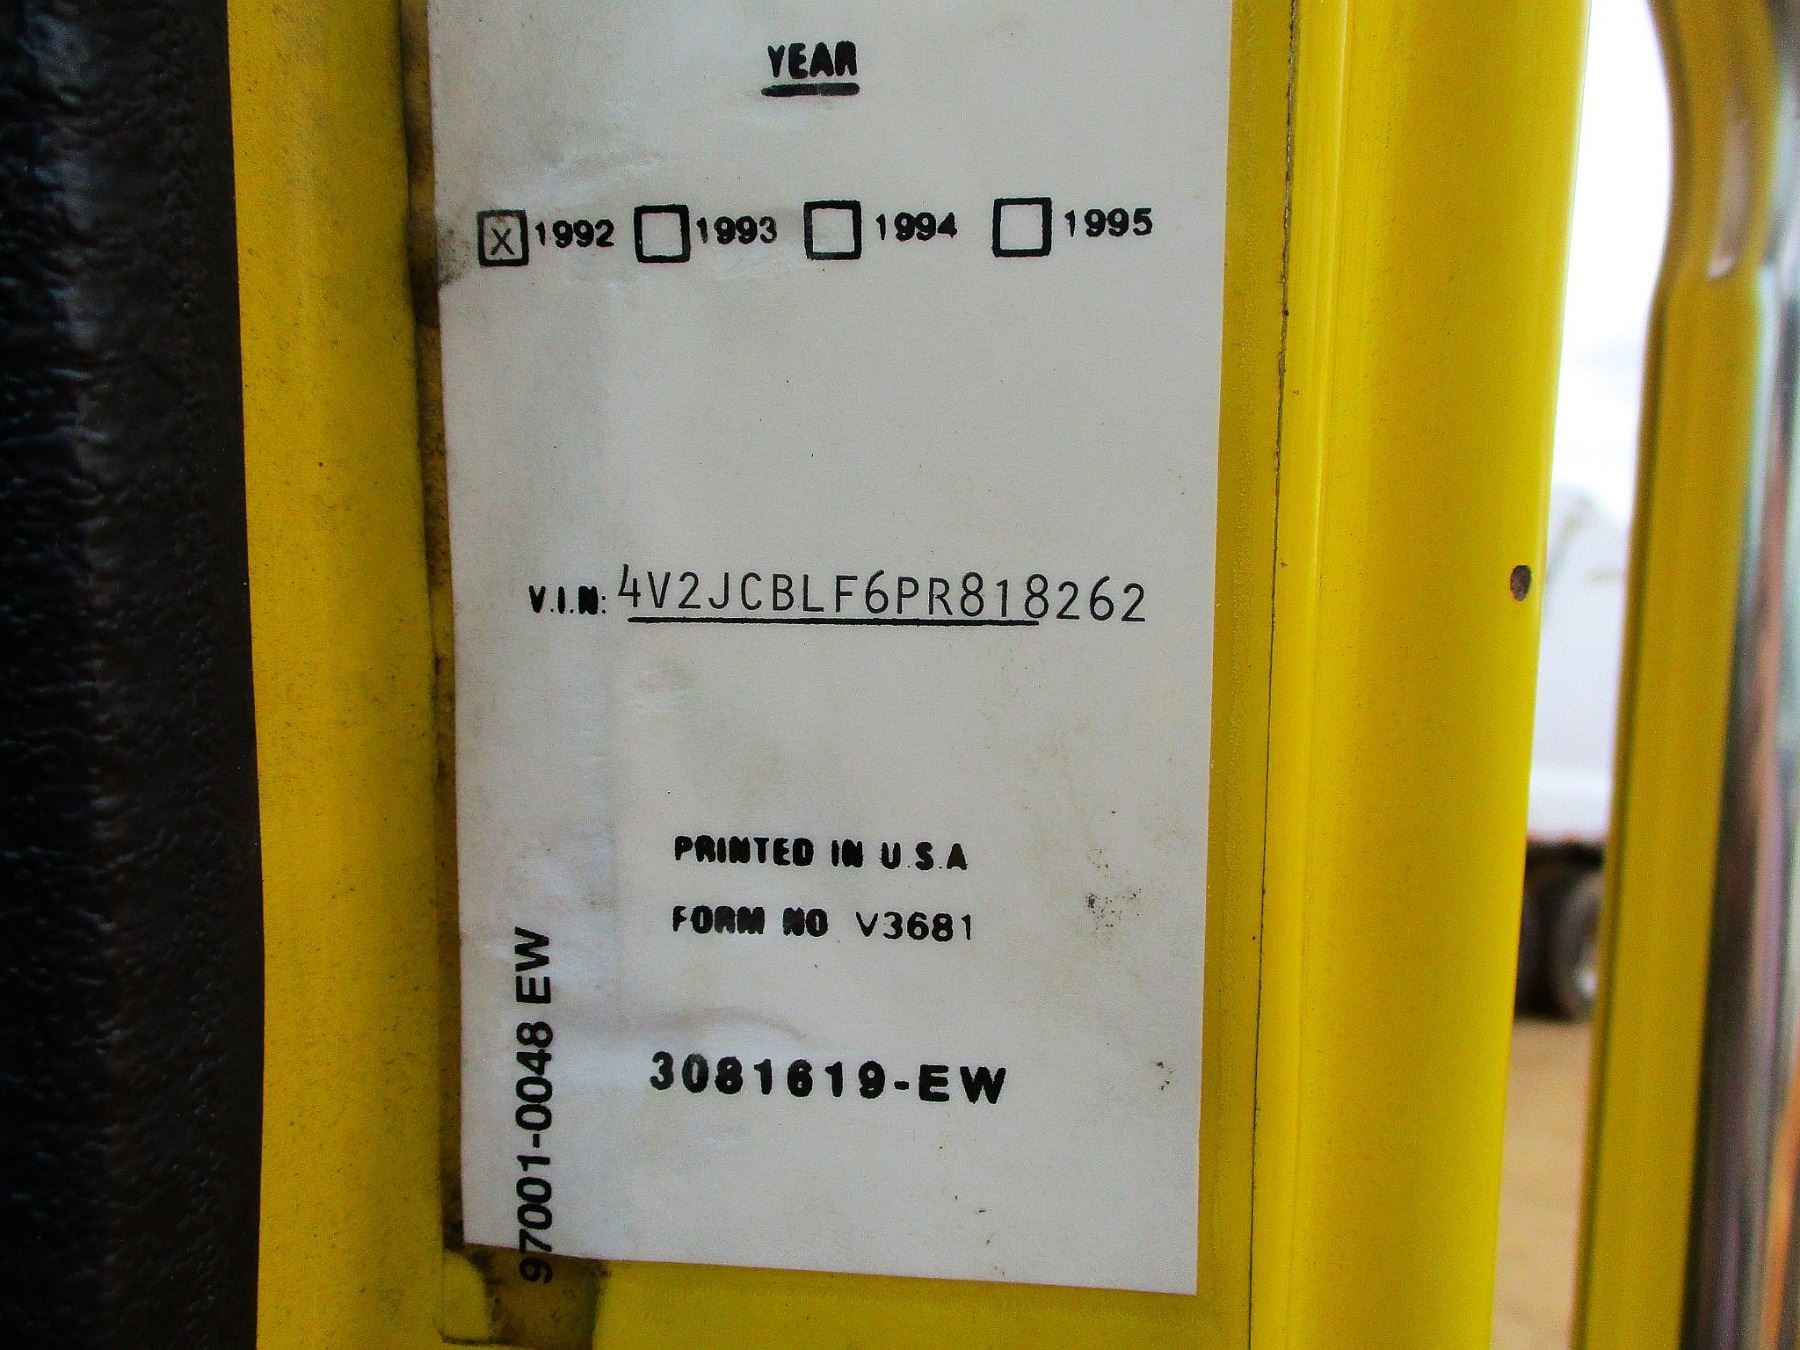 YEAR
X 1992 1993 1994 1995
V.I.N: 4V2JCBLF6PR818262
PRINTED IN U.S.A
FORM NO V3681
3081619-EW
97001-0048 EW